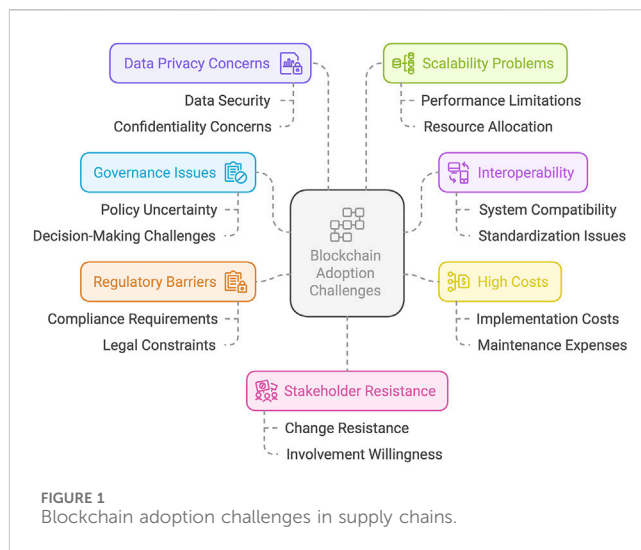 Data Privacy Concerns
Data Security
Confidentiality Concerns
Scalability Problems
Performance Limitations
Resource Allocation
Governance Issues
Policy Uncertainty
Decision-Making Challenges
Interoperability
System Compatibility
Standardization Issues
Blockchain
Adoption
Challenges
Regulatory Barriers
Compliance Requirements
Legal Constraints
High Costs
Implementation Costs
Maintenance Expenses
Stakeholder Resistance
Change Resistance
Involvement Willingness
FIGURE 1
Blockchain adoption challenges in supply chains.